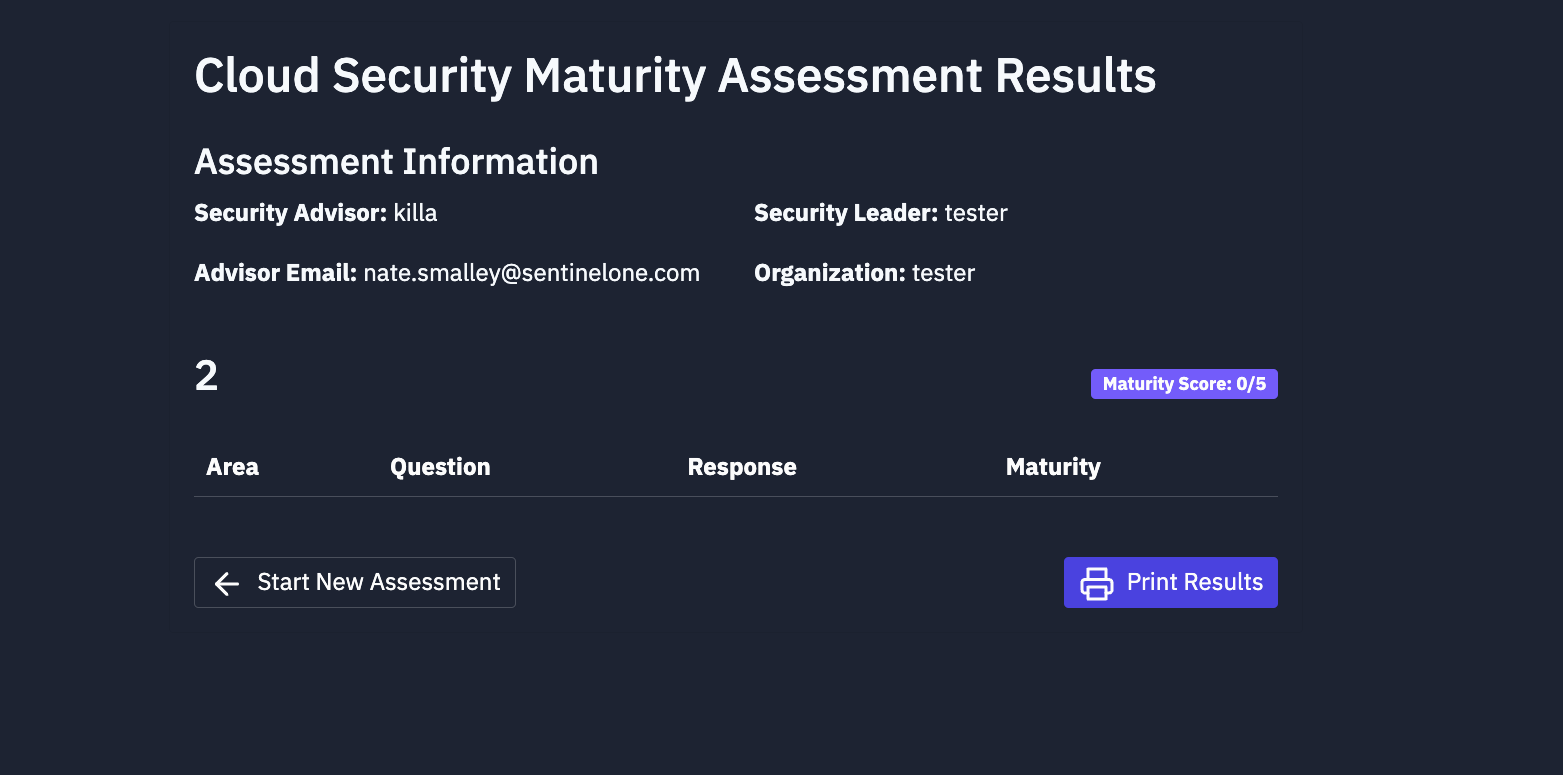 Cloud Security Maturity Assessment Results
Assessment Information
Security Advisor: killa
Security Leader: tester
Advisor Email: nate.smalley@sentinelone.com
Organization: tester
2
Maturity Score: 0/5
Area Question Response Maturity
Start New Assessment
Print Results